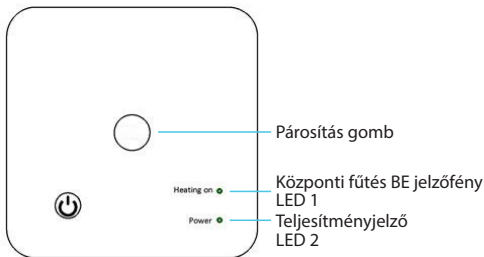 Párosítás gomb
Heating on
Központi fűtés BE jelzőfény
LED 1
Power
Teljesítményjelző
LED 2